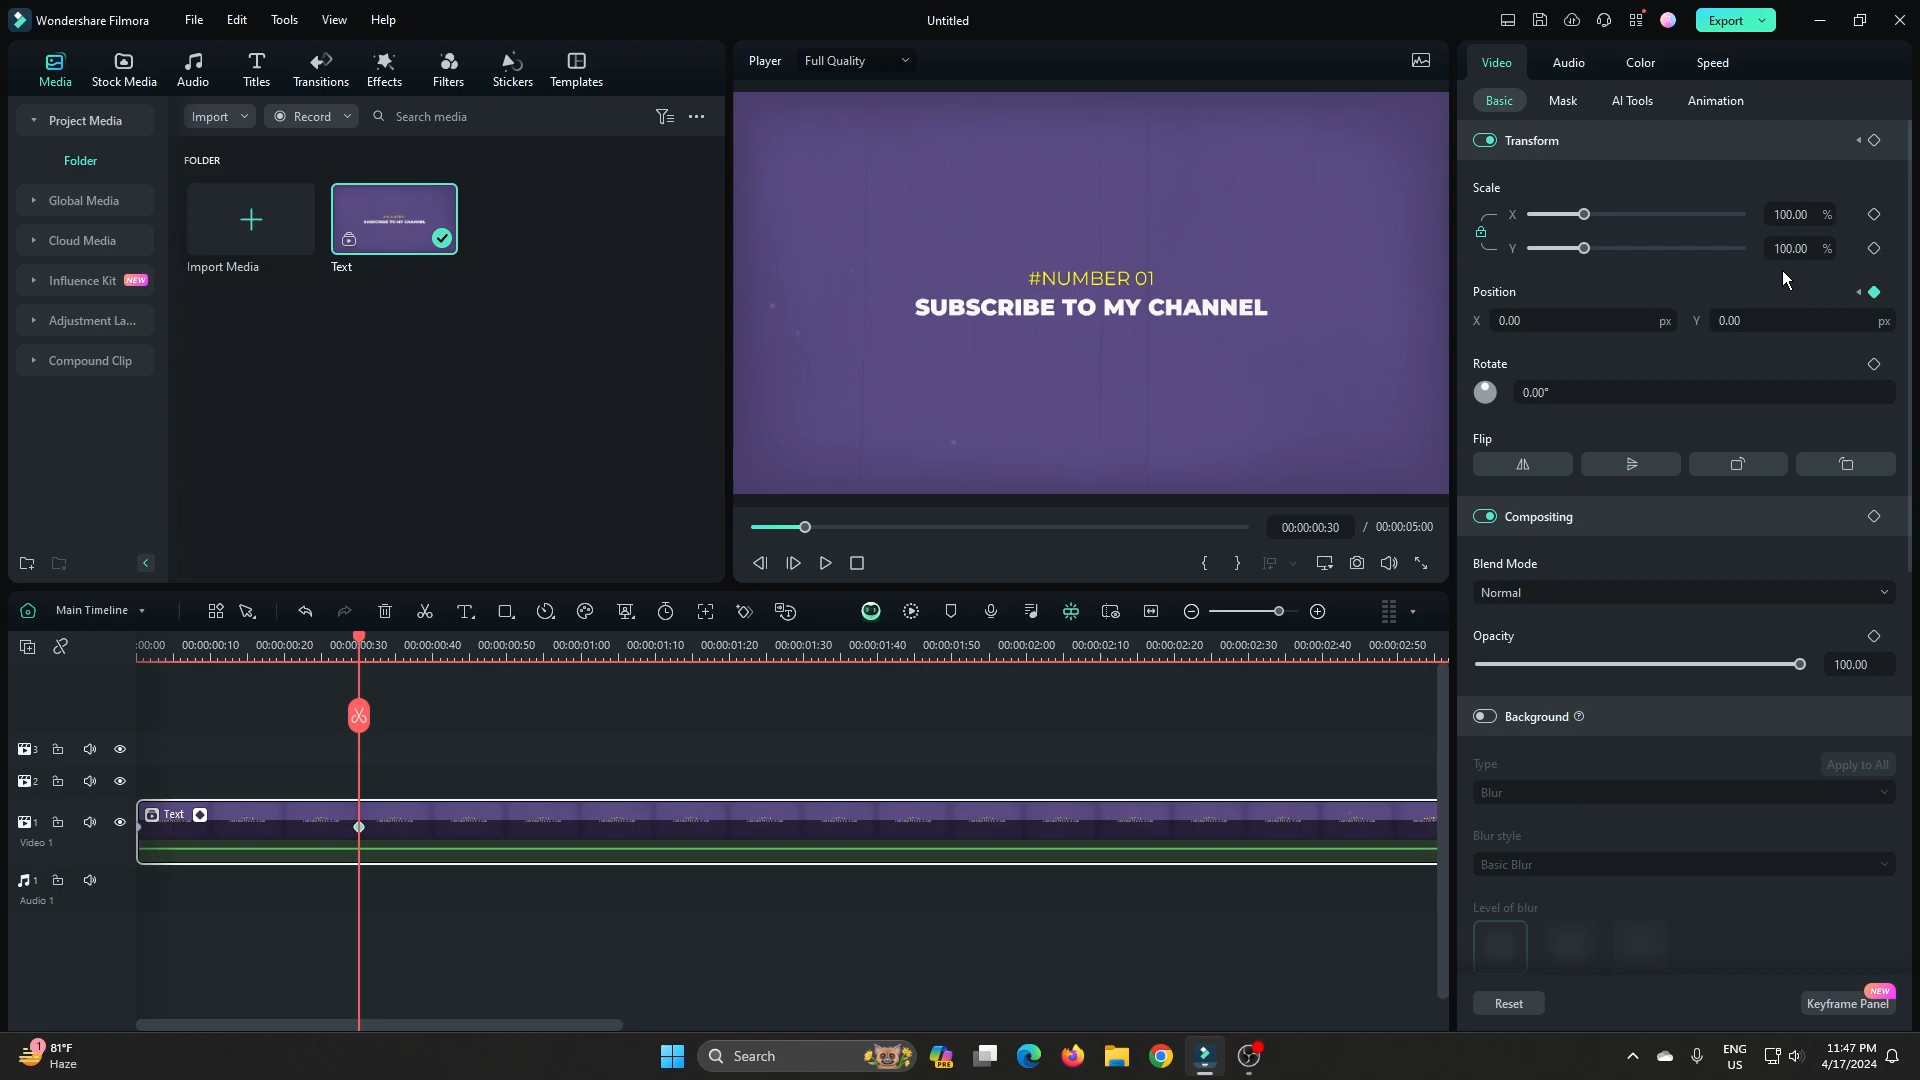 Wondershare Filmora File Edit Tools View Help Untitled Export
Media Stock Media Audio Titles Transitions Effects Filters Stickers Templates
Project Media
Folder
Global Media
Cloud Media
Influence Kit NEW
Adjustment La...
Compound Clip
Import Record Search media
FOLDER
Import Media
Text
Player Full Quality
#NUMBER 01
SUBSCRIBE TO MY CHANNEL
00:00:00:30 / 00:00:05:00
Video Audio Color Speed
Basic Mask AI Tools Animation
Transform
Scale
X 100.00 %
Y 100.00 %
Position
X 0.00 px Y 0.00 px
Rotate
0.00°
Flip
Compositing
Blend Mode
Normal
Opacity
100.00
Background
Type Apply to All
Blur
Blur style
Basic Blur
Level of blur
Reset Keyframe Panel NEW
Main Timeline
:00:00 00:00:00:10 00:00:00:20 00:00:00:30 00:00:00:40 00:00:00:50 00:00:01:00 00:00:01:10 00:00:01:20 00:00:01:30 00:00:01:40 00:00:01:50 00:00:02:00 00:00:02:10 00:00:02:20 00:00:02:30 00:00:02:40 00:00:02:50
3
2
1 Text
Video 1
1
Audio 1
1 81°F
Haze
Search
PRE
ENG
US
11:47 PM
4/17/2024